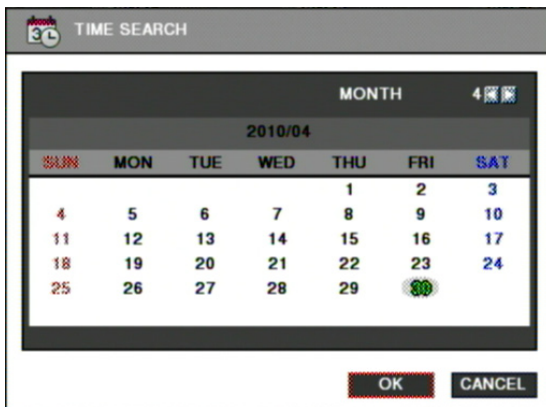 TIME SEARCH
MONTH 4
2010/04
SUN MON TUE WED THU FRI SAT
1 2 3
4 5 6 7 8 9 10
11 12 13 14 15 16 17
18 19 20 21 22 23 24
25 26 27 28 29 30
OK CANCEL